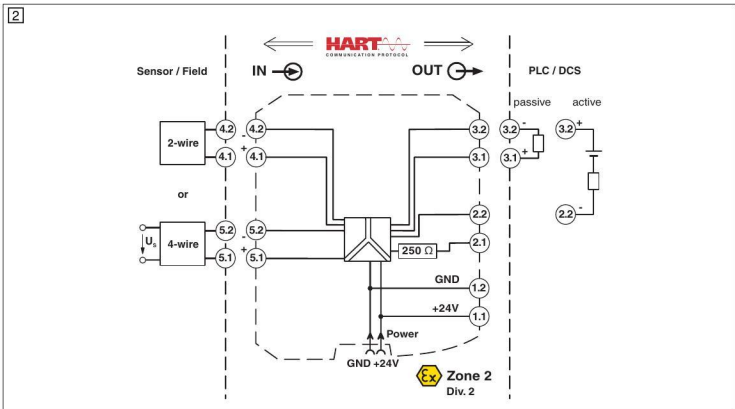 2
HART
COMMUNICATION PROTOCOL
Sensor / Field
IN
OUT
PLC / DCS
passive
active
2-wire
4.2
4.1
4.2 -
4.1 +
3.2
3.1
3.2 -
3.1 +
3.2 +
2.2 -
or
Us
4-wire
5.2
5.1
5.2 -
5.1 +
2.2
250 Ω
2.1
GND
1.2
+24V
1.1
Power
GND +24V
Ex
Zone 2
Div. 2